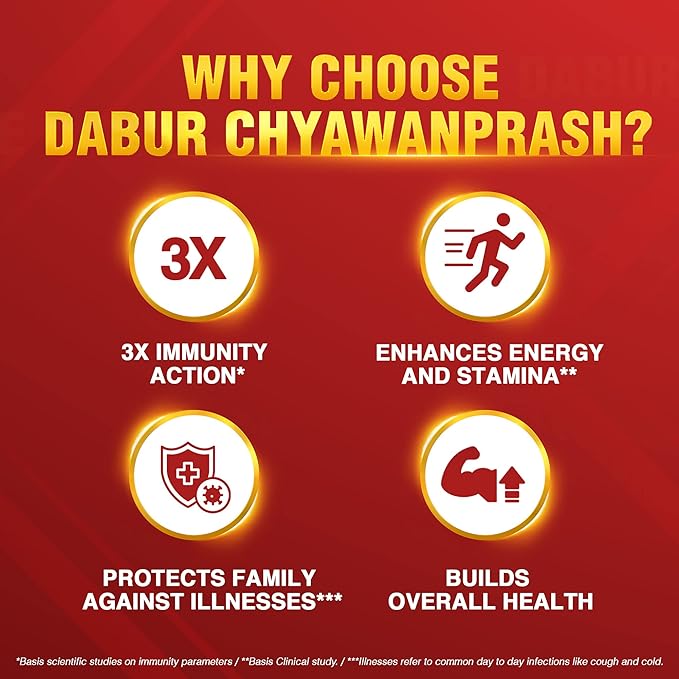 WHY CHOOSE
DABUR CHYAWANPRASH?
DABUR
E
3X
3X IMMUNITY
ACTION*
ENHANCES ENERGY
AND STAMINA**
PROTECTS FAMILY
AGAINST ILLNESSES***
BUILDS
OVERALL HEALTH
*Basis scientific studies on immunity parameters / **Basis Clinical study. / ***Illnesses refer to common day to day infections like cough and cold.